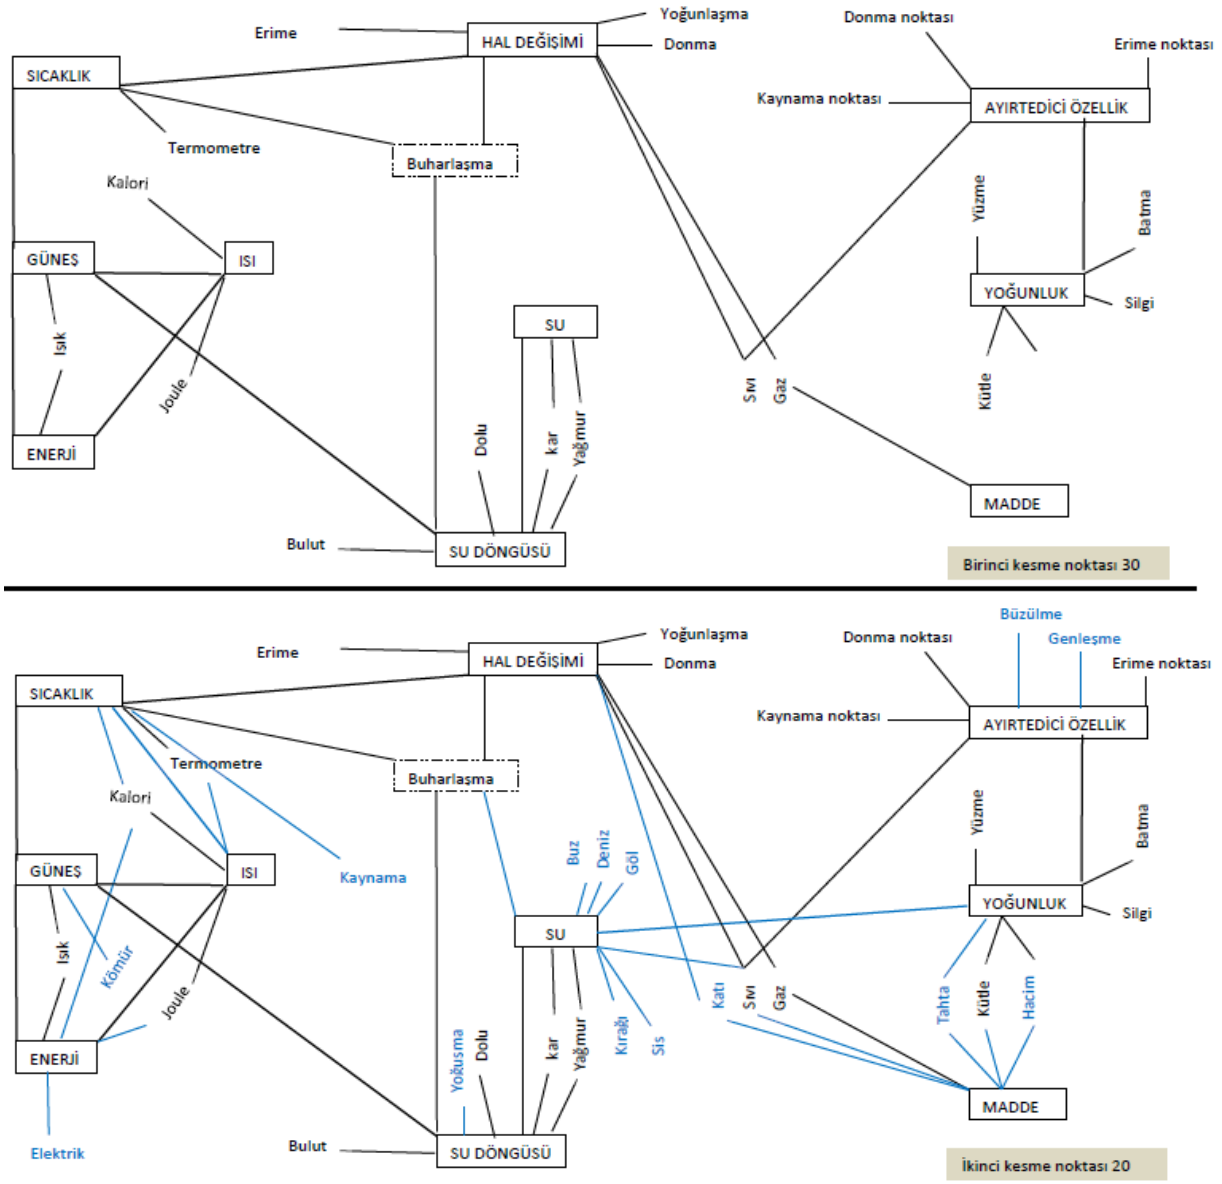 Yoğunlaşma
Donma noktası
Erime
HAL DEĞİŞİMİ
Donma
Erime noktası
SICAKLIK
Kaynama noktası
AYIRTEDİCİ ÖZELLİK
Termometre
Buharlaşma
Kalori
Yüzme
Batma
GÜNEŞ
ISI
YOĞUNLUK
Silgi
SU
Isık
Joule
Sıvı
Gaz
Kütle
Dolu
kar
Yağmur
ENERJİ
MADDE
Bulut
SU DÖNGÜSÜ
Birinci kesme noktası 30
Büzülme
Yoğunlaşma
Donma noktası
Genleşme
Erime
HAL DEĞİŞİMİ
Donma
Erime noktası
SICAKLIK
Kaynama noktası
AYIRTEDİCİ ÖZELLİK
Termometre
Buharlaşma
Kalori
Yüzme
Batma
Buz
Deniz
Göl
GÜNEŞ
ISI
Kaynama
YOĞUNLUK
Silgi
SU
Isık
Kömür
Joule
Katı
Sıvı
Gaz
Tahta
Kütle
Hacim
Kırağı
Sis
Yoğusma
Dolu
kar
Yağmur
ENERJİ
MADDE
Elektrik
Bulut
SU DÖNGÜSÜ
İkinci kesme noktası 20